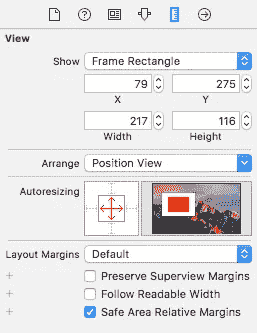 View
Show Frame Rectangle
79 275
X Y
217 116
Width Height
Arrange Position View
Autoresizing
Layout Margins Default
+ Preserve Superview Margins
+ Follow Readable Width
+ Safe Area Relative Margins